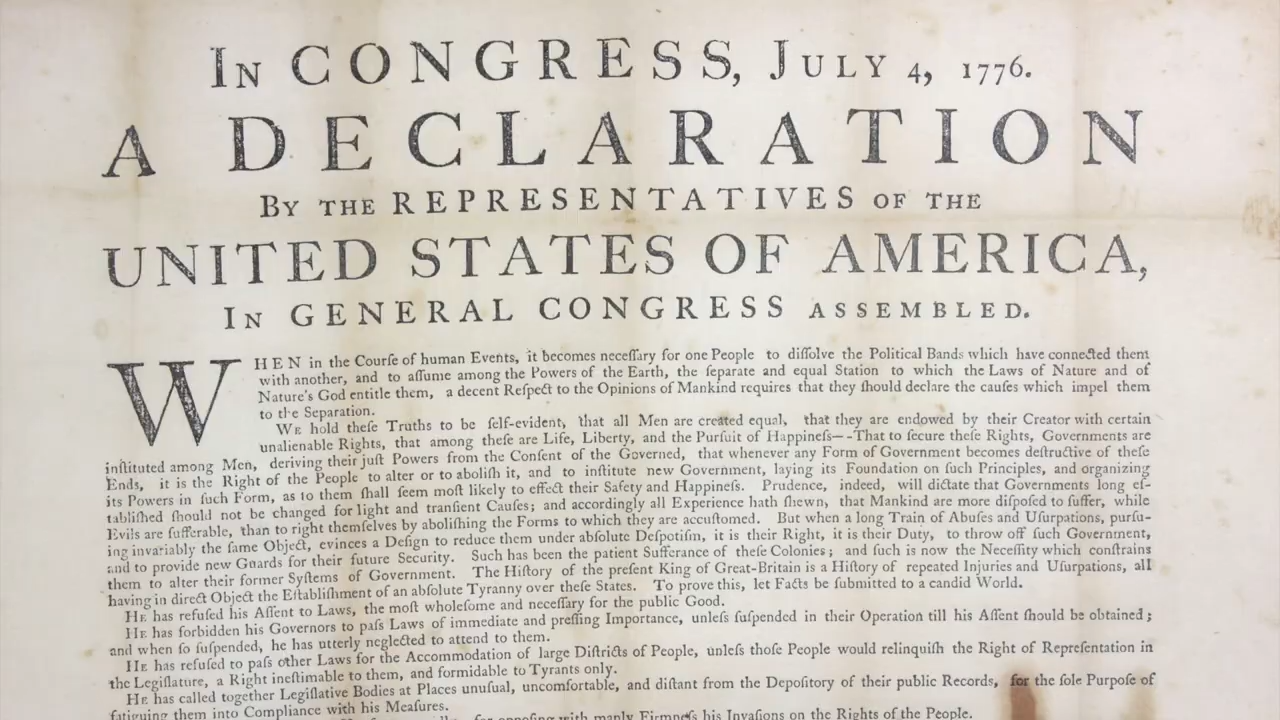 IN CONGRESS, JULY 4, 1776.
A DECLARATION
BY THE REPRESENTATIVES OF THE
UNITED STATES OF AMERICA,
IN GENERAL CONGRESS ASSEMBLED.
WHEN in the Courſe of human Events, it becomes neceſſary for one People to diſſolve the Political Bands which have connected them
with another, and to aſſume among the Powers of the Earth, the ſeparate and equal Station to which the Laws of Nature and of
Nature's God entitle them, a decent Reſpect to the Opinions of Mankind requires that they ſhould declare the cauſes which impel them
to the Separation.
WE hold theſe Truths to be ſelf-evident, that all Men are created equal, that they are endowed by their Creator with certain
unalienable Rights, that among theſe are Life, Liberty, and the Purſuit of Happineſs--That to ſecure theſe Rights, Governments are
inſtituted among Men, deriving their juſt Powers from the Conſent of the Governed, that whenever any Form of Government becomes deſtructive of theſe
Ends, it is the Right of the People to alter or to aboliſh it, and to inſtitute new Government, laying its Foundation on ſuch Principles, and organizing
its Powers in ſuch Form, as to them ſhall ſeem moſt likely to effect their Safety and Happineſs. Prudence, indeed, will dictate that Governments long eſ-
tabliſhed ſhould not be changed for light and tranſient Cauſes; and accordingly all Experience hath ſhewn, that Mankind are more diſpoſed to ſuffer, while
Evils are ſufferable, than to right themſelves by aboliſhing the Forms to which they are accuſtomed. But when a long Train of Abuſes and Uſurpations, purſu-
ing invariably the ſame Object, evinces a Deſign to reduce them under abſolute Deſpotiſm, it is their Right, it is their Duty, to throw off ſuch Government,
and to provide new Guards for their future Security. Such has been the patient Sufferance of theſe Colonies; and ſuch is now the Neceſſity which conſtrains
them to alter their former Syſtems of Government. The Hiſtory of the preſent King of Great-Britain is a Hiſtory of repeated Injuries and Uſurpations, all
having in direct Object the Eſtabliſhment of an abſolute Tyranny over theſe States. To prove this, let Facts be ſubmitted to a candid World.
HE has refuſed his Aſſent to Laws, the moſt wholeſome and neceſſary for the public Good.
HE has forbidden his Governors to paſs Laws of immediate and preſſing Importance, unleſs ſuſpended in their Operation till his Aſſent ſhould be obtained;
and when ſo ſuſpended, he has utterly neglected to attend to them.
HE has refuſed to paſs other Laws for the Accommodation of large Diſtricts of People, unleſs thoſe People would relinquiſh the Right of Repreſentation in
the Legiſlature, a Right ineſtimable to them, and formidable to Tyrants only.
HE has called together Legiſlative Bodies at Places unuſual, uncomfortable, and diſtant from the Depoſitory of their public Records, for the ſole Purpoſe of
fatiguing them into Compliance with his Meaſures.
for oppoſing with manly Firmneſs his Invaſions on the Rights of the People.